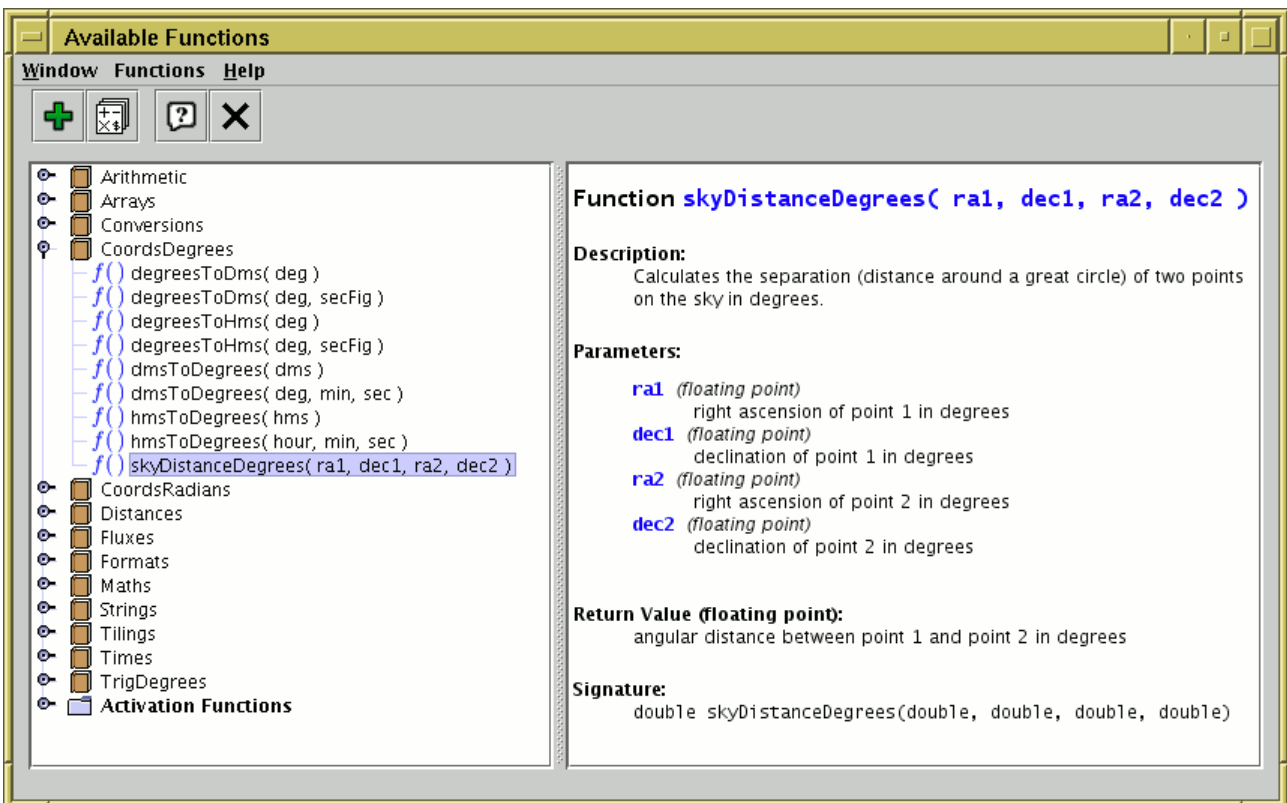 Available Functions
Window Functions Help
Arithmetic
Arrays
Conversions
CoordsDegrees
f() degreesToDms( deg )
f() degreesToDms( deg, secFig )
f() degreesToHms( deg )
f() degreesToHms( deg, secFig )
f() dmsToDegrees( dms )
f() dmsToDegrees( deg, min, sec )
f() hmsToDegrees( hms )
f() hmsToDegrees( hour, min, sec )
f() skyDistanceDegrees( ra1, dec1, ra2, dec2 )
CoordsRadians
Distances
Fluxes
Formats
Maths
Strings
Tilings
Times
TrigDegrees
Activation Functions
Function skyDistanceDegrees( ra1, dec1, ra2, dec2 )
Description:
Calculates the separation (distance around a great circle) of two points
on the sky in degrees.
Parameters:
ra1 (floating point)
right ascension of point 1 in degrees
dec1 (floating point)
declination of point 1 in degrees
ra2 (floating point)
right ascension of point 2 in degrees
dec2 (floating point)
declination of point 2 in degrees
Return Value (floating point):
angular distance between point 1 and point 2 in degrees
Signature:
double skyDistanceDegrees(double, double, double, double)